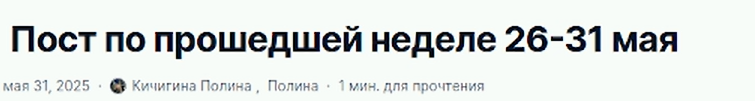 Пост по прошедшей неделе 26-31 мая
мая 31, 2025 · Кичигина Полина , Полина · 1 мин. для прочтения